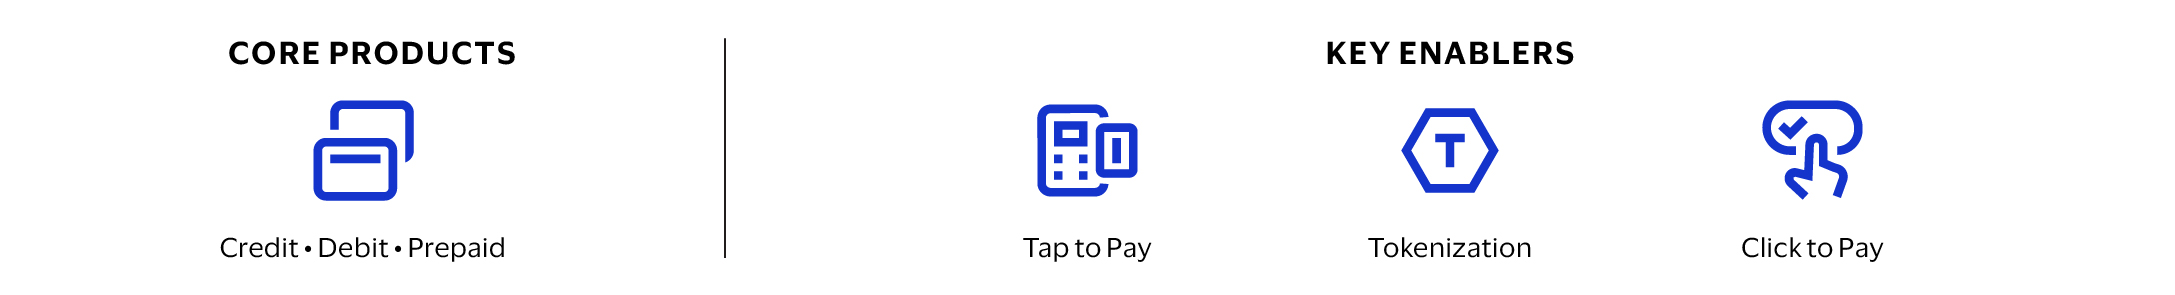 CORE PRODUCTS
Credit • Debit • Prepaid
KEY ENABLERS
T
Tap to Pay
Tokenization
Click to Pay